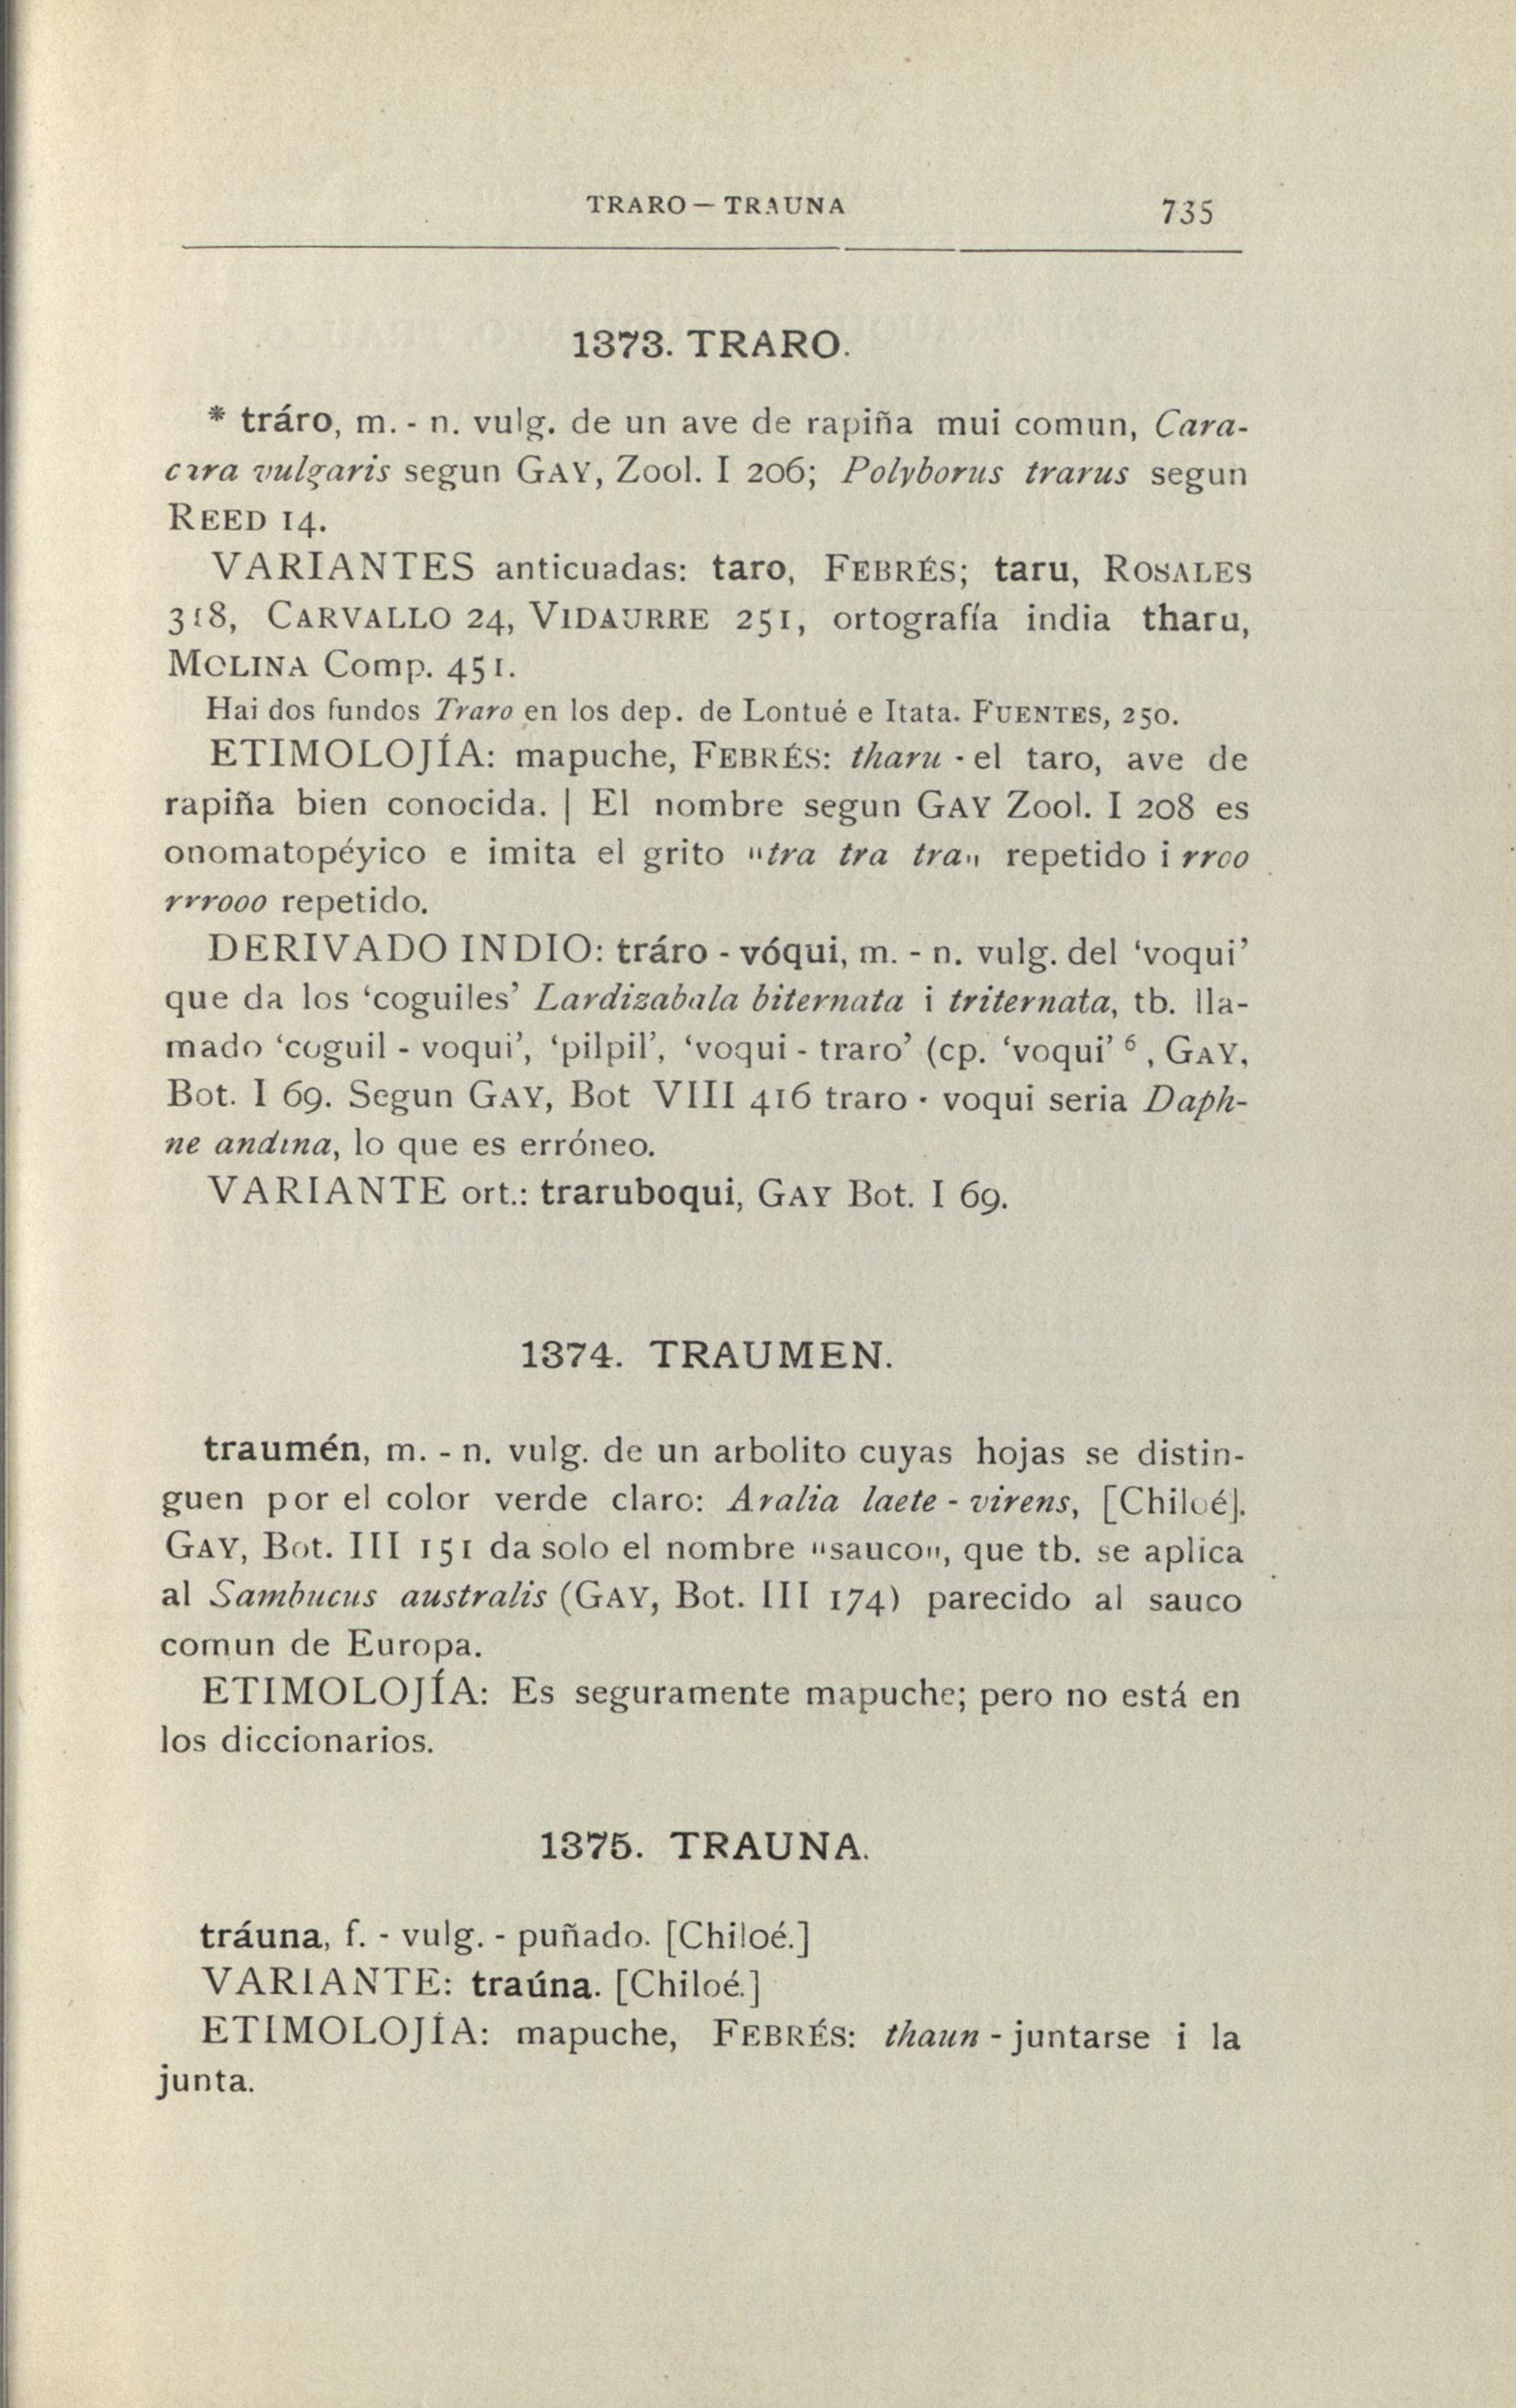 TRARO — TRAUNA 735
1373. TRARO.
* tráro, m. - n. vulg. de un ave de rapiña mui comun, Cara-
cara vulgaris segun GAY, Zool. I 206; Polyborus trarus segun
REED 14.
VARIANTES anticuadas: taro, FEBRÉS; taru, ROSALES
318, CARVALLO 24, VIDAURRE 251, ortografía india tharu,
MOLINA Comp. 451.
Hai dos fundos Traro en los dep. de Lontué e Itata. FUENTES, 250.
ETIMOLOJÍA: mapuche, FEBRÉS: tharu - el taro, ave de
rapiña bien conocida. | El nombre segun GAY Zool. I 208 es
onomatopéyico e imita el grito "tra tra tra" repetido i rroo
rrrooo repetido.
DERIVADO INDIO: tráro - vóqui, m. - n. vulg. del ‘voqui’
que da los ‘coguiles’ Lardizabala biternata i triternata, tb. lla-
mado ‘coguil - voqui’, ‘pilpil’, ‘voqui - traro’ (cp. ‘voqui’ ⁶, GAY,
Bot. I 69. Segun GAY, Bot VIII 416 traro - voqui seria Daph-
ne andina, lo que es erróneo.
VARIANTE ort.: traruboqui, GAY Bot. I 69.
1374. TRAUMEN.
traumén, m. - n. vulg. de un arbolito cuyas hojas se distin-
guen por el color verde claro: Aralia laete - virens, [Chiloé].
GAY, Bot. III 151 da solo el nombre "sauco", que tb. se aplica
al Sambucus australis (GAY, Bot. III 174) parecido al sauco
comun de Europa.
ETIMOLOJÍA: Es seguramente mapuche; pero no está en
los diccionarios.
1375. TRAUNA.
tráuna, f. - vulg. - puñado. [Chiloé.]
VARIANTE: traúna. [Chiloé.]
ETIMOLOJÍA: mapuche, FEBRÉS: thaun - juntarse i la
junta.